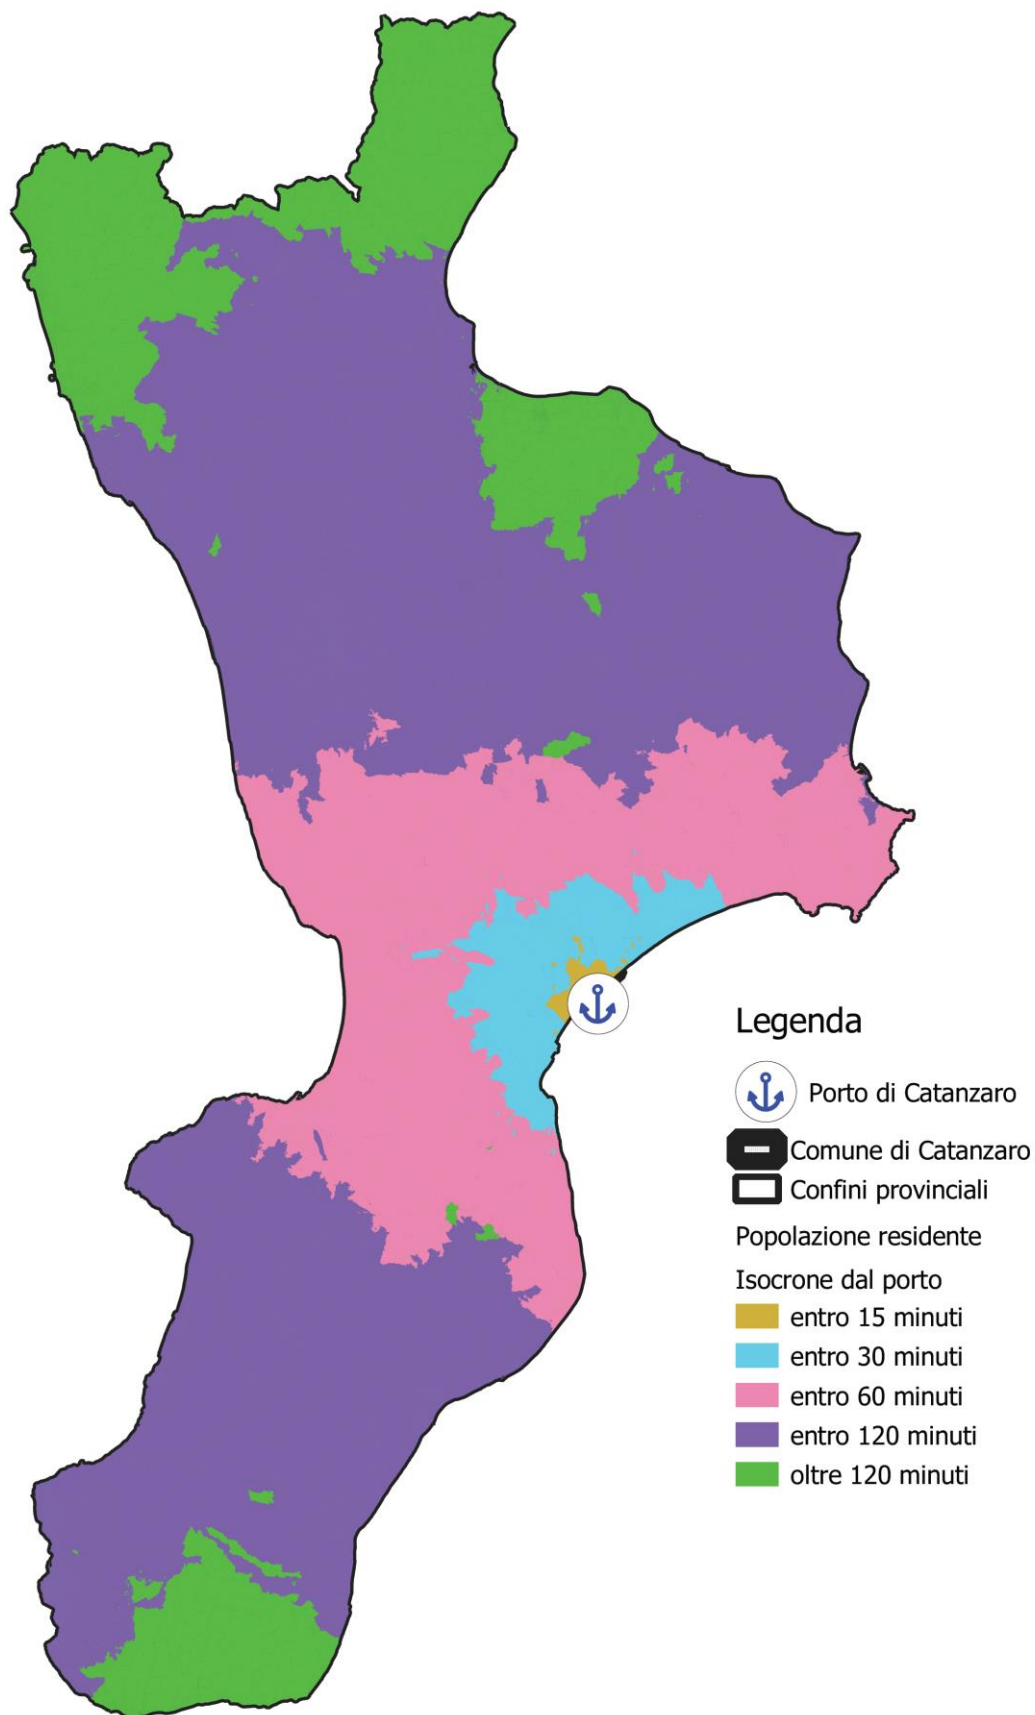 Legenda
Porto di Catanzaro
Comune di Catanzaro
Confini provinciali
Popolazione residente
Isocrone dal porto
entro 15 minuti
entro 30 minuti
entro 60 minuti
entro 120 minuti
oltre 120 minuti